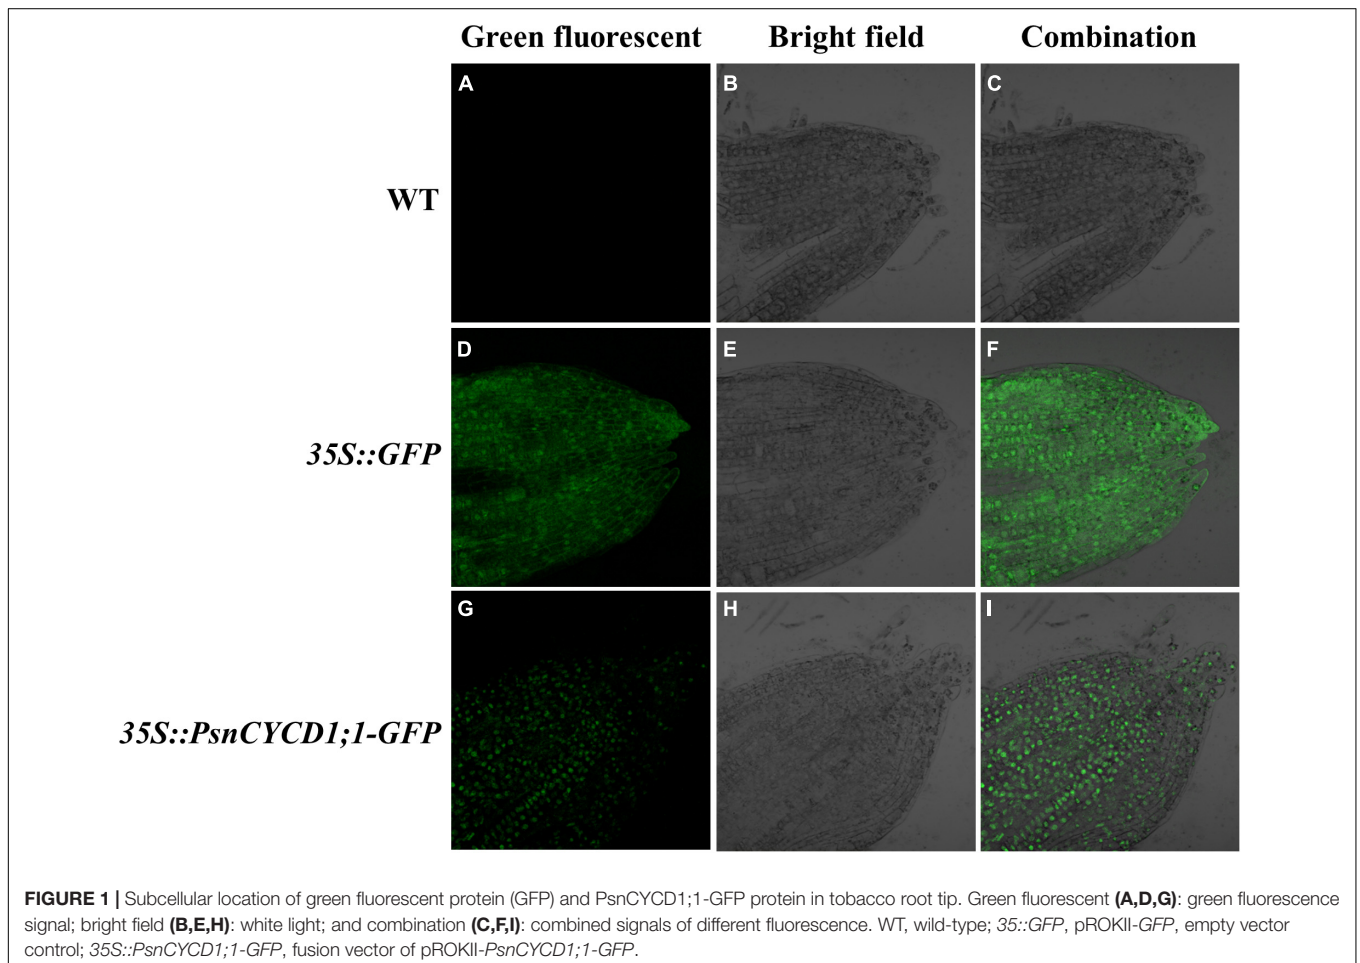 Green fluorescent Bright field Combination
A B C
WT
D E F
35S::GFP
G H I
35S::PsnCYCD1;1-GFP
FIGURE 1 | Subcellular location of green fluorescent protein (GFP) and PsnCYCD1;1-GFP protein in tobacco root tip. Green fluorescent (A,D,G): green fluorescence
signal; bright field (B,E,H): white light; and combination (C,F,I): combined signals of different fluorescence. WT, wild-type; 35::GFP, pROKII-GFP, empty vector
control; 35S::PsnCYCD1;1-GFP, fusion vector of pROKII-PsnCYCD1;1-GFP.